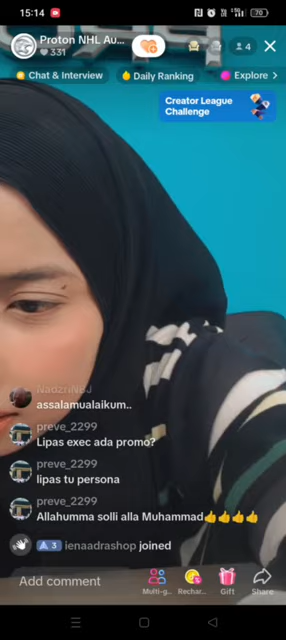 15:14
70
Proton NHL Au...
331
4
Chat & Interview
Daily Ranking
Explore >
Creator League
Challenge
NaoznNBJ
assalamualaikum..
preve_2299
Lipas exec ada promo?
preve_2299
lipas tu persona
preve_2299
Allahumma solli alla Muhammad👍👍👍👍
3 ienaadrashop joined
Add comment
Multi-g..
Rechar...
Gift
Share